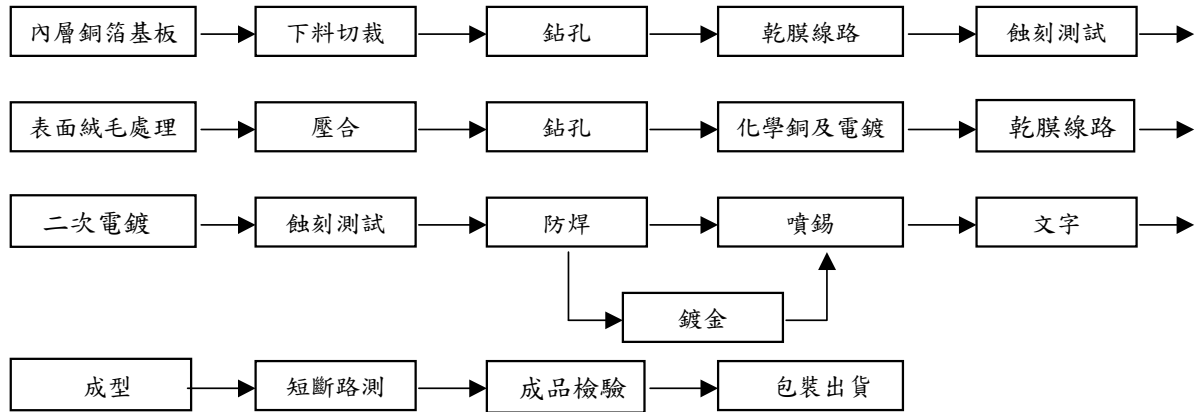 內層銅箔基板
下料切裁
鉆孔
乾膜線路
蝕刻測試
表面絨毛處理
壓合
鉆孔
化學銅及電鍍
乾膜線路
二次電鍍
蝕刻測試
防焊
噴錫
文字
鍍金
成型
短斷路測
成品檢驗
包裝出貨